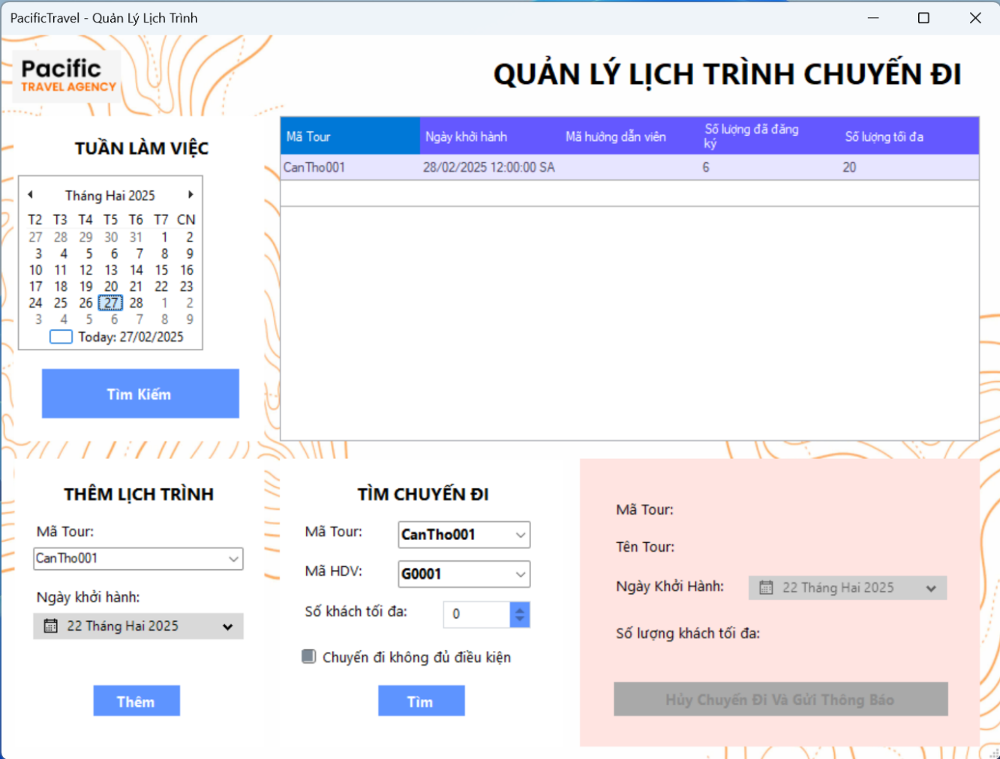 PacificTravel - Quản Lý Lịch Trình
Pacific
TRAVEL AGENCY
QUẢN LÝ LỊCH TRÌNH CHUYẾN ĐI
TUẦN LÀM VIỆC
Tháng Hai 2025
T2 T3 T4 T5 T6 T7 CN
27 28 29 30 31 1 2
3 4 5 6 7 8 9
10 11 12 13 14 15 16
17 18 19 20 21 22 23
24 25 26 27 28 1 2
3 4 5 6 7 8 9
Today: 27/02/2025
Tìm Kiếm
Mã Tour Ngày khởi hành Mã hướng dẫn viên Số lượng đã đăng ký Số lượng tối đa
CanTho001 28/02/2025 12:00:00 SA 6 20
THÊM LỊCH TRÌNH
Mã Tour:
CanTho001
Ngày khởi hành:
22 Tháng Hai 2025
Thêm
TÌM CHUYẾN ĐI
Mã Tour: CanTho001
Mã HDV: G0001
Số khách tối đa: 0
Chuyến đi không đủ điều kiện
Tìm
Mã Tour:
Tên Tour:
Ngày Khởi Hành: 22 Tháng Hai 2025
Số lượng khách tối đa:
Hủy Chuyến Đi Và Gửi Thông Báo